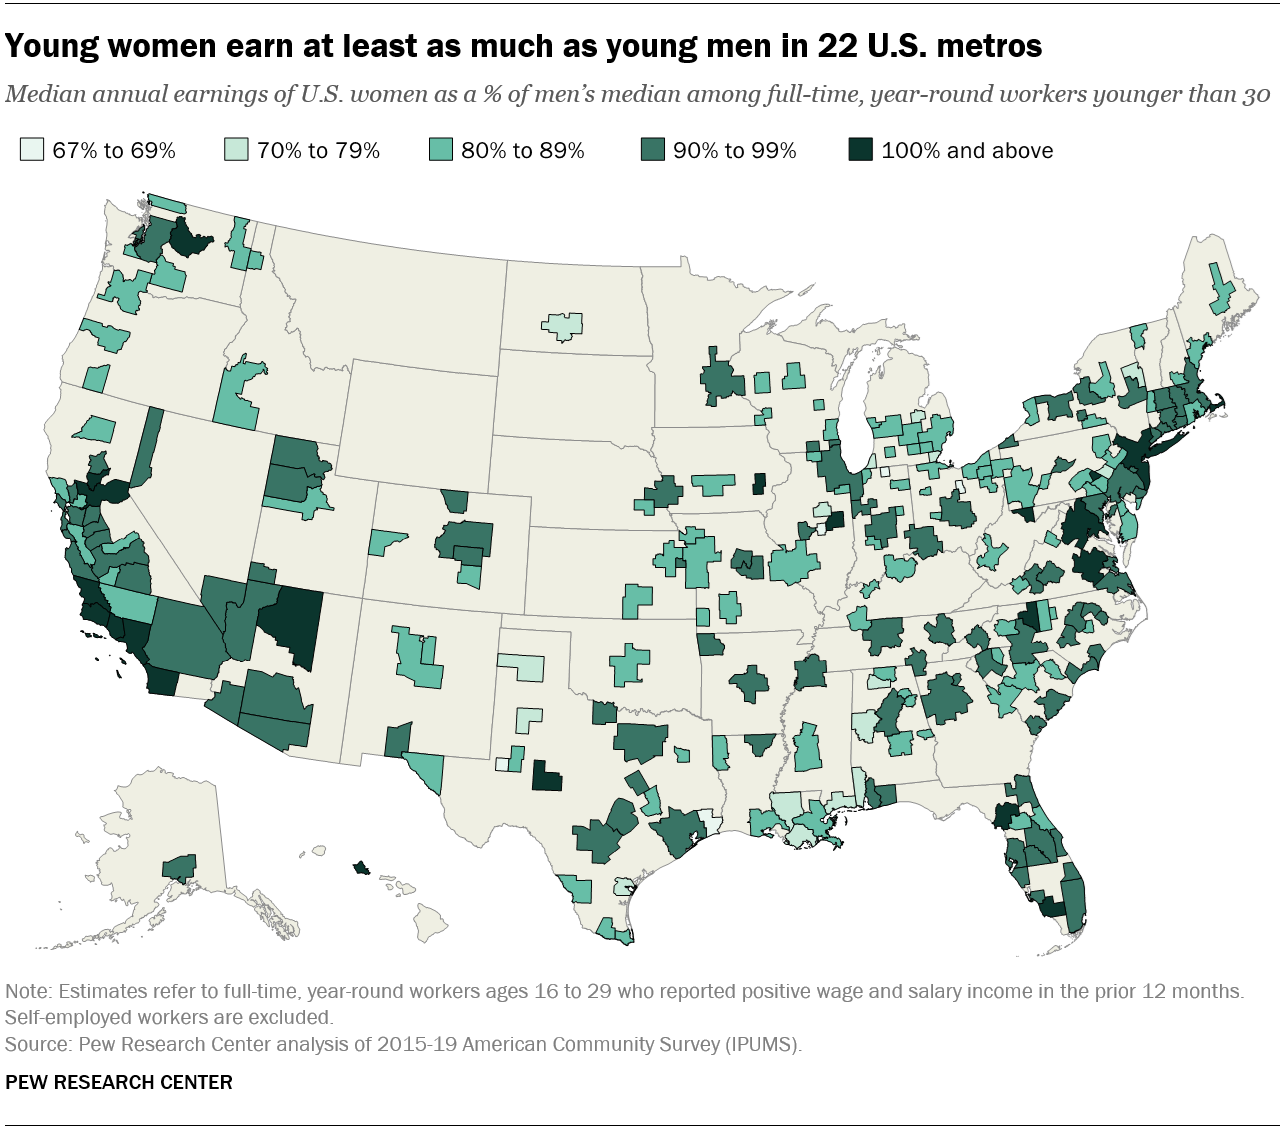 Young women earn at least as much as young men in 22 U.S. metros
Median annual earnings of U.S. women as a % of men's median among full-time, year-round workers younger than 30
67% to 69% 70% to 79% 80% to 89% 90% to 99% 100% and above
Note: Estimates refer to full-time, year-round workers ages 16 to 29 who reported positive wage and salary income in the prior 12 months.
Self-employed workers are excluded.
Source: Pew Research Center analysis of 2015-19 American Community Survey (IPUMS).
PEW RESEARCH CENTER